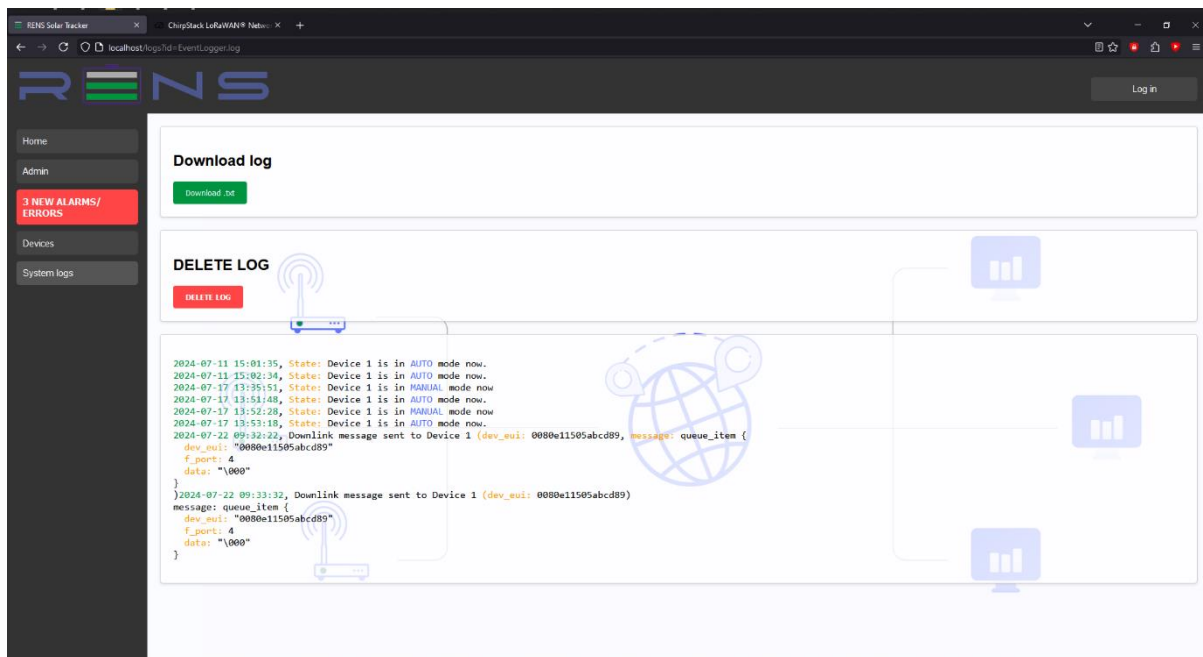 RENS Solar Tracker
ChirpStack LoRaWAN® Networ
localhost/logs?id=EventLogger.log
RENS
Log in
Home
Admin
3 NEW ALARMS/
ERRORS
Devices
System logs
Download log
Download .txt
DELETE LOG
DELETE LOG
2024-07-11 15:01:35, State: Device 1 is in AUTO mode now.
2024-07-11 15:02:34, State: Device 1 is in AUTO mode now.
2024-07-17 13:35:51, State: Device 1 is in MANUAL mode now
2024-07-17 13:51:48, State: Device 1 is in AUTO mode now.
2024-07-17 13:52:28, State: Device 1 is in MANUAL mode now
2024-07-17 13:53:18, State: Device 1 is in AUTO mode now.
2024-07-22 09:32:22, Downlink message sent to Device 1 (dev_eui: 0080e11505abcd89, message: queue_item {
dev_eui: "0080e11505abcd89"
f_port: 4
data: "\000"
}
)2024-07-22 09:33:32, Downlink message sent to Device 1 (dev_eui: 0080e11505abcd89)
message: queue_item {
dev_eui: "0080e11505abcd89"
f_port: 4
data: "\000"
}